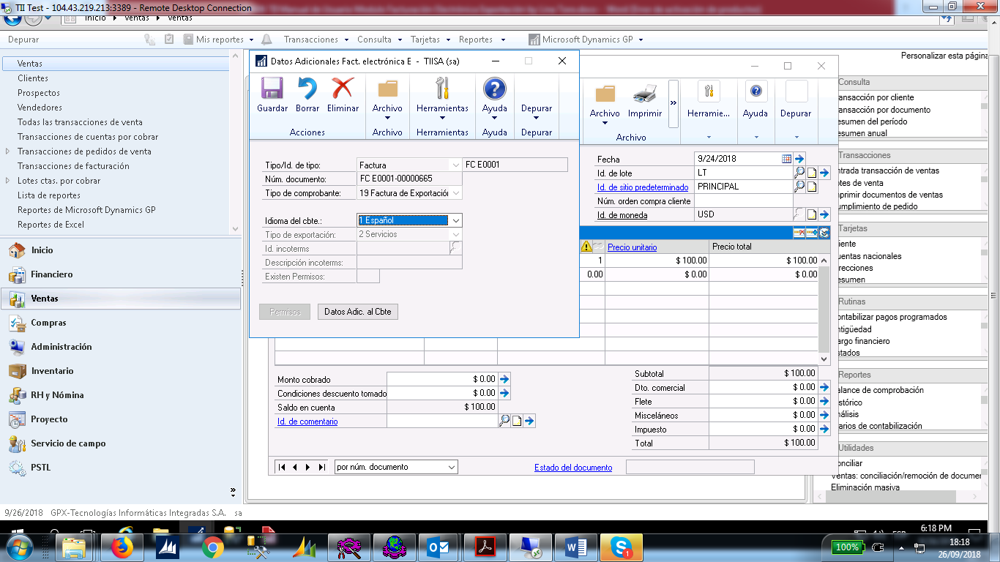 TII Test - 104.43.219.213:3389 - Remote Desktop Connection
Inicio Ventas Ventas
Depurar
Mis reportes
Transacciones
Consulta
Tarjetas
Reportes
Microsoft Dynamics GP
Personalizar esta página
Ventas
Clientes
Prospectos
Vendedores
Todas las transacciones de venta
Transacciones de cuentas por cobrar
Transacciones de pedidos de venta
Transacciones de facturación
Lotes ctas. por cobrar
Lista de reportes
Reportes de Microsoft Dynamics GP
Reportes de Excel
Inicio
Financiero
Ventas
Compras
Administración
Inventario
RH y Nómina
Proyecto
Servicio de campo
PSTL
»
Datos Adicionales Fact. electrónica E - TIISA (sa)
Guardar Borrar Eliminar Archivo Herramientas Ayuda Depurar
Acciones Archivo Herramientas Ayuda Depurar
Tipo/Id. de tipo: Factura FC E0001
Núm. documento: FC E0001-00000665
Tipo de comprobante: 19 Factura de Exportación
Idioma del cbte.: 1 Español
Tipo de exportación: 2 Servicios
Id. incoterms
Descripción incoterms:
Existen Permisos:
Permisos Datos Adic. al Cbte
Archivo Imprimir » Herramie... Ayuda Depurar
Archivo
Fecha 9/24/2018
Id. de lote LT
Id. de sitio predeterminado PRINCIPAL
Núm. orden compra cliente
Id. de moneda USD
Precio unitario Precio total
1 $ 100.00 $ 100.00
0.00 $ 0.00 $ 0.00
Monto cobrado $ 0.00
Condiciones descuento tomado $ 0.00
Saldo en cuenta $ 100.00
Id. de comentario
Subtotal $ 100.00
Dto. comercial $ 0.00
Flete $ 0.00
Misceláneos $ 0.00
Impuesto $ 0.00
Total $ 100.00
por núm. documento
Estado del documento
Consulta
ansacción por cliente
ansacción por documento
esumen del período
esumen anual
Transacciones
ntrada transacción de ventas
otes de venta
mprimir documentos de ventas
umplimiento de pedido
Tarjetas
iente
uentas nacionales
irecciones
esumen
Rutinas
ontabilizar pagos programados
ntigüedad
argo financiero
stados
Reportes
alance de comprobación
istórico
nálisis
arios de contabilización
Utilidades
onciliar
entas: conciliación/remoción de documen
Eliminación masiva
9/26/2018 GPX-Tecnologías Informáticas Integradas S.A. sa
ESP
6:18 PM
100%
18:18
26/09/2018